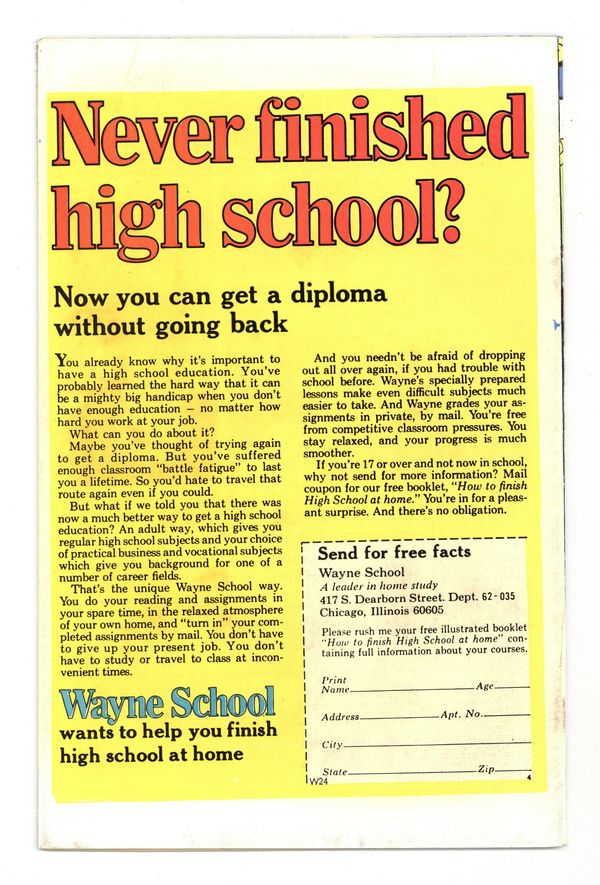 Never finished
high school?
Now you can get a diploma
without going back
You already know why it's important to
have a high school education. You've
probably learned the hard way that it can
be a mighty big handicap when you don't
have enough education – no matter how
hard you work at your job.
What can you do about it?
Maybe you've thought of trying again
to get a diploma. But you've suffered
enough classroom "battle fatigue" to last
you a lifetime. So you'd hate to travel that
route again even if you could.
But what if we told you that there was
now a much better way to get a high school
education? An adult way, which gives you
regular high school subjects and your choice
of practical business and vocational subjects
which give you background for one of a
number of career fields.
That's the unique Wayne School way.
You do your reading and assignments in
your spare time, in the relaxed atmosphere
of your own home, and "turn in" your com-
pleted assignments by mail. You don't have
to give up your present job. You don't
have to study or travel to class at incon-
venient times.
Wayne School
wants to help you finish
high school at home
And you needn't be afraid of dropping
out all over again, if you had trouble with
school before. Wayne's specially prepared
lessons make even difficult subjects much
easier to take. And Wayne grades your as-
signments in private, by mail. You're free
from competitive classroom pressures. You
stay relaxed, and your progress is much
smoother.
If you're 17 or over and not now in school,
why not send for more information? Mail
coupon for our free booklet, "How to finish
High School at home." You're in for a pleas-
ant surprise. And there's no obligation.
Send for free facts
Wayne School
A leader in home study
417 S. Dearborn Street. Dept. 62-035
Chicago, Illinois 60605
Please rush me your free illustrated booklet
"How to finish High School at home" con-
taining full information about your courses.
Print
Name Age
Address Apt. No.
City
State Zip
W24 4